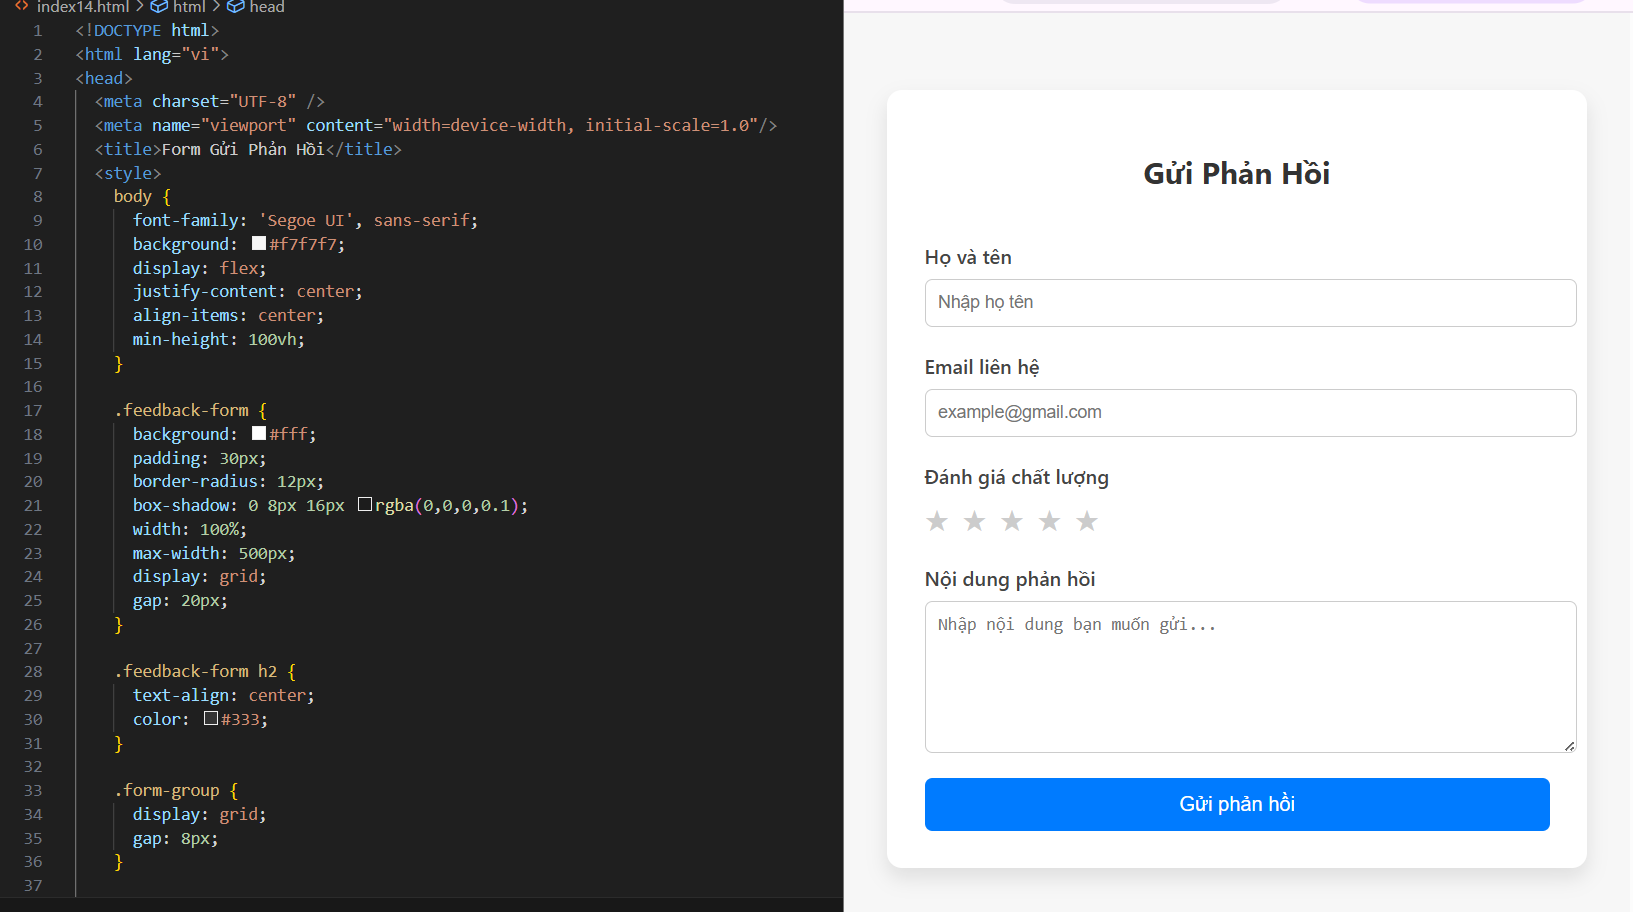 index14.html > html > head
1 <!DOCTYPE html>
2 <html lang="vi">
3 <head>
4 <meta charset="UTF-8" />
5 <meta name="viewport" content="width=device-width, initial-scale=1.0"/>
6 <title>Form Gửi Phản Hồi</title>
7 <style>
8 body {
9 font-family: 'Segoe UI', sans-serif;
10 background: #f7f7f7;
11 display: flex;
12 justify-content: center;
13 align-items: center;
14 min-height: 100vh;
15 }
16
17 .feedback-form {
18 background: #fff;
19 padding: 30px;
20 border-radius: 12px;
21 box-shadow: 0 8px 16px rgba(0,0,0,0.1);
22 width: 100%;
23 max-width: 500px;
24 display: grid;
25 gap: 20px;
26 }
27
28 .feedback-form h2 {
29 text-align: center;
30 color: #333;
31 }
32
33 .form-group {
34 display: grid;
35 gap: 8px;
36 }
37
Gửi Phản Hồi
Họ và tên
Nhập họ tên
Email liên hệ
example@gmail.com
Đánh giá chất lượng
★ ★ ★ ★ ★
Nội dung phản hồi
Nhập nội dung bạn muốn gửi...
Gửi phản hồi